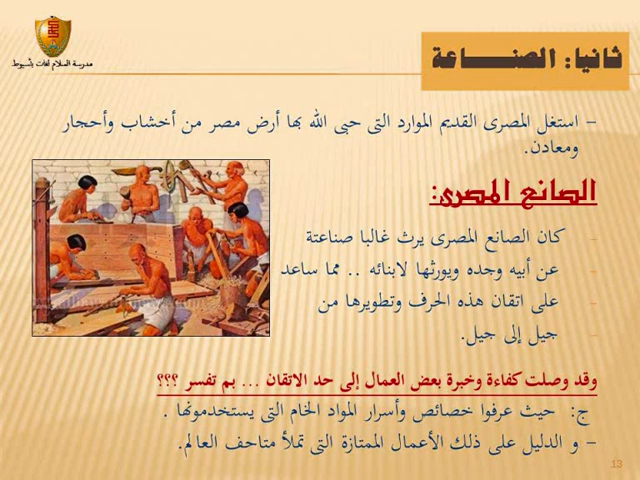 مدرسة السلام لغات بأسيوط
ثانيا: الصناعة
- استغل المصرى القديم الموارد التى حبى الله بها أرض مصر من أخشاب وأحجار
ومعادن.
الصانع المصرى:
- كان الصانع المصرى يرث غالبا صناعتة
- عن أبيه وجده ويورثها لابنائه .. مما ساعد
- على اتقان هذه الحرف وتطويرها من
- جيل إلى جيل.
وقد وصلت كفاءة وخبرة بعض العمال إلى حد الاتقان ... بم تفسر ؟؟؟
ج: حيث عرفوا خصائص وأسرار المواد الخام التى يستخدمونها .
- و الدليل على ذلك الأعمال الممتازة التى تملأ متاحف العالم.
13